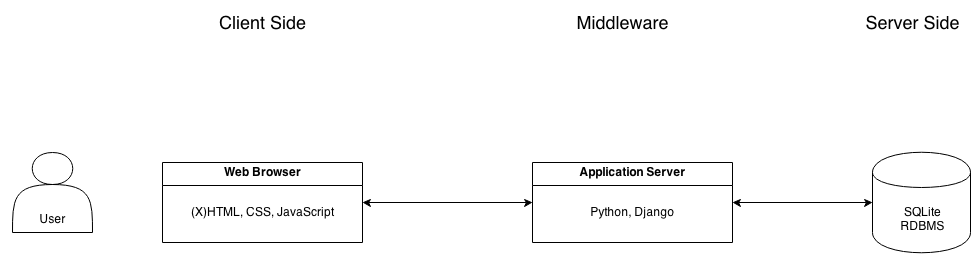 Client Side
Middleware
Server Side
User
Web Browser
(X)HTML, CSS, JavaScript
Application Server
Python, Django
SQLite
RDBMS